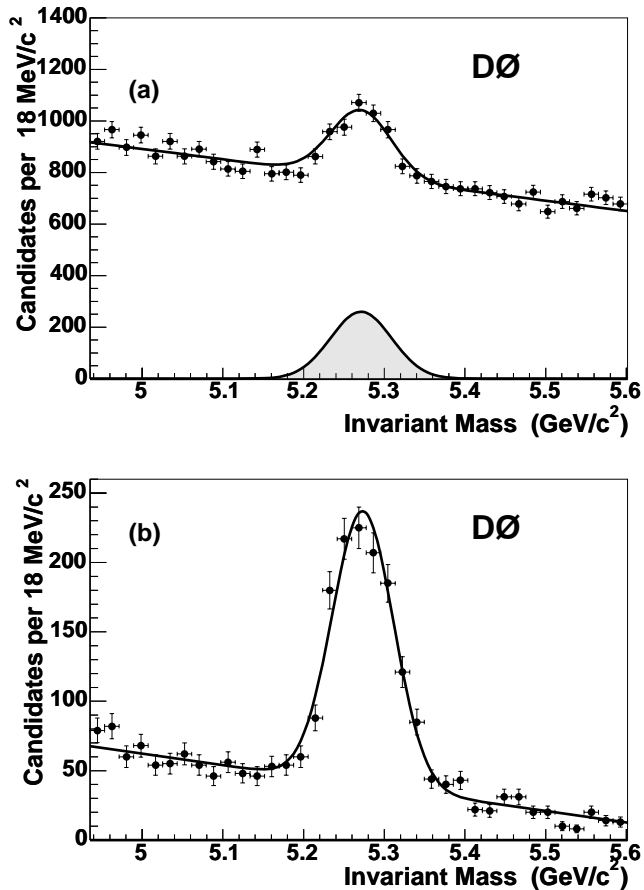 Candidates per 18 MeV/c²
1400
1200
1000
800
600
400
200
0
(a)
DØ
5 5.1 5.2 5.3 5.4 5.5 5.6
Invariant Mass (GeV/c²)
Candidates per 18 MeV/c²
250
200
150
100
50
0
(b)
DØ
5 5.1 5.2 5.3 5.4 5.5 5.6
Invariant Mass (GeV/c²)